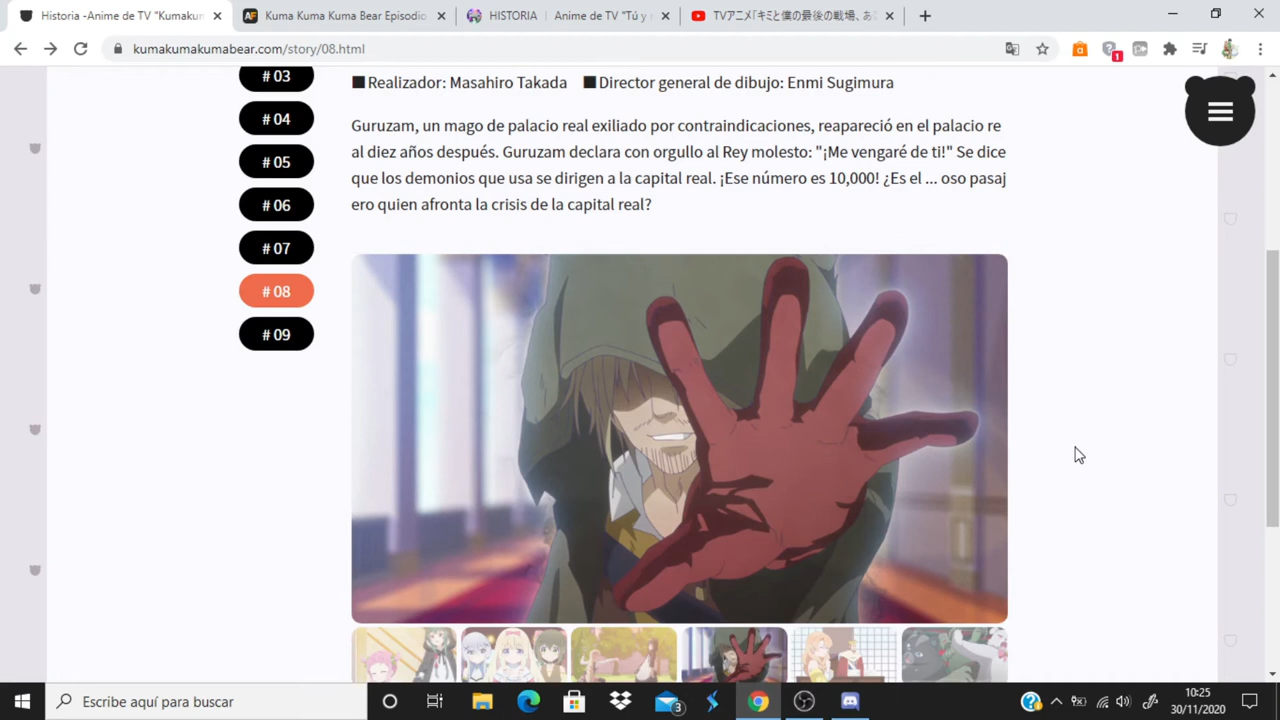 Historia -Anime de TV "Kumakum
Kuma Kuma Kuma Bear Episodio
HISTORIA | Anime de TV "Tú y
TVアニメ「キミと僕の最後の戦場、ある
kumakumakumabear.com/story/08.html
1
# 03
# 04
# 05
# 06
# 07
# 08
# 09
■Realizador: Masahiro Takada ■Director general de dibujo: Enmi Sugimura
Guruzam, un mago de palacio real exiliado por contraindicaciones, reapareció en el palacio re
al diez años después. Guruzam declara con orgullo al Rey molesto: "¡Me vengaré de ti!" Se dice
que los demonios que usa se dirigen a la capital real. ¡Ese número es 10,000! ¿Es el ... oso pasaj
ero quien afronta la crisis de la capital real?
Escribe aquí para buscar
3
10:25
30/11/2020